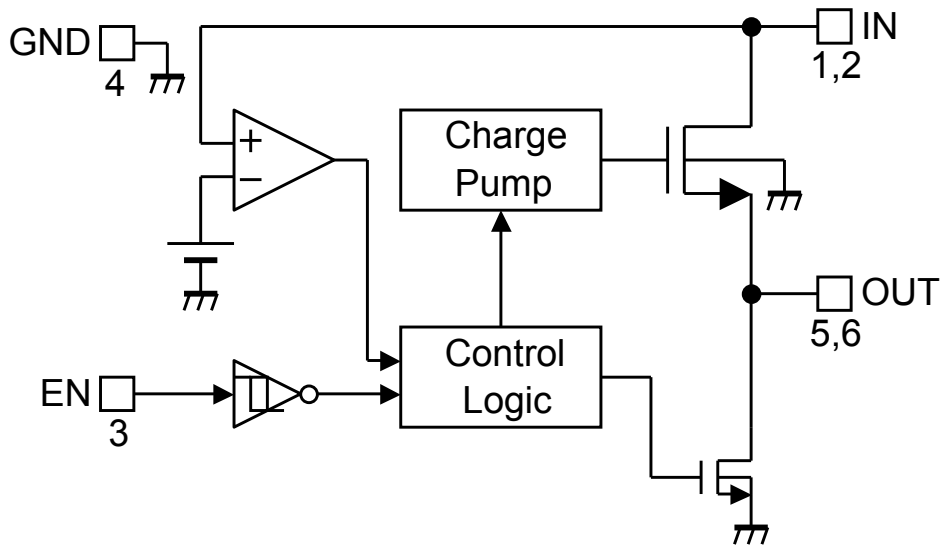 GND
4
IN
1,2
+
−
Charge
Pump
OUT
5,6
Control
Logic
EN
3